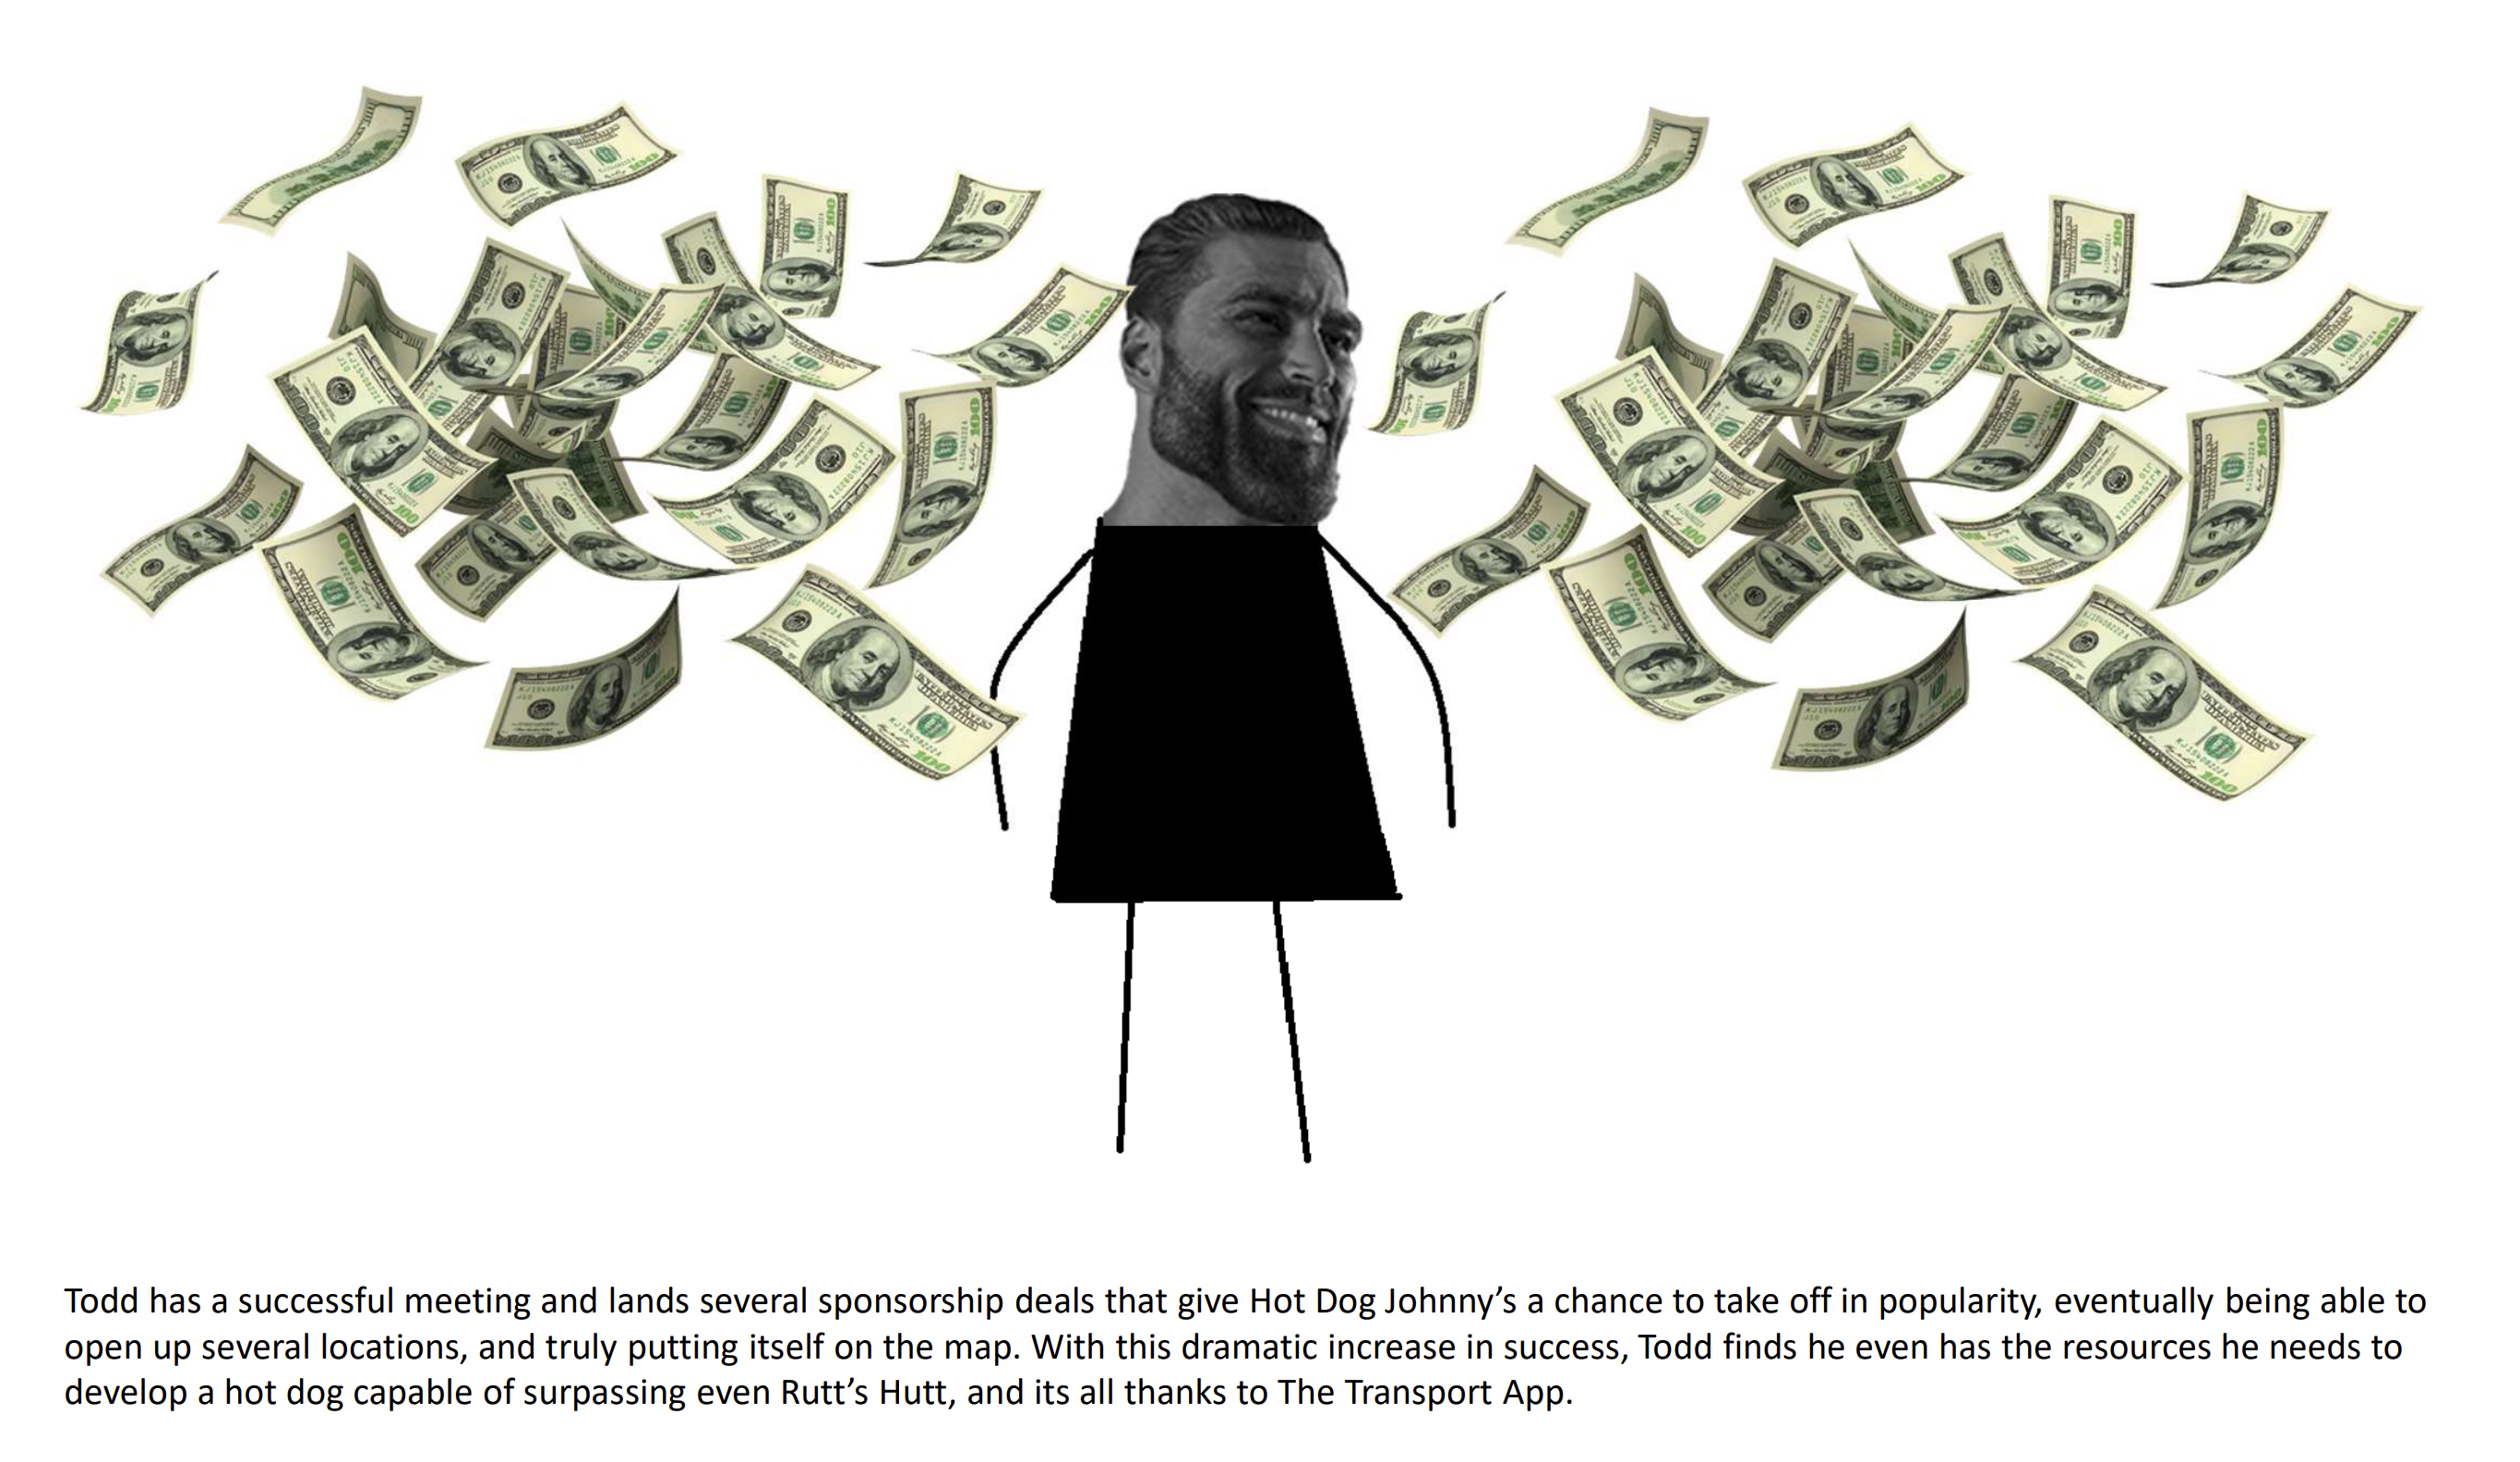 Todd has a successful meeting and lands several sponsorship deals that give Hot Dog Johnny’s a chance to take off in popularity, eventually being able to
open up several locations, and truly putting itself on the map. With this dramatic increase in success, Todd finds he even has the resources he needs to
develop a hot dog capable of surpassing even Rutt’s Hutt, and its all thanks to The Transport App.